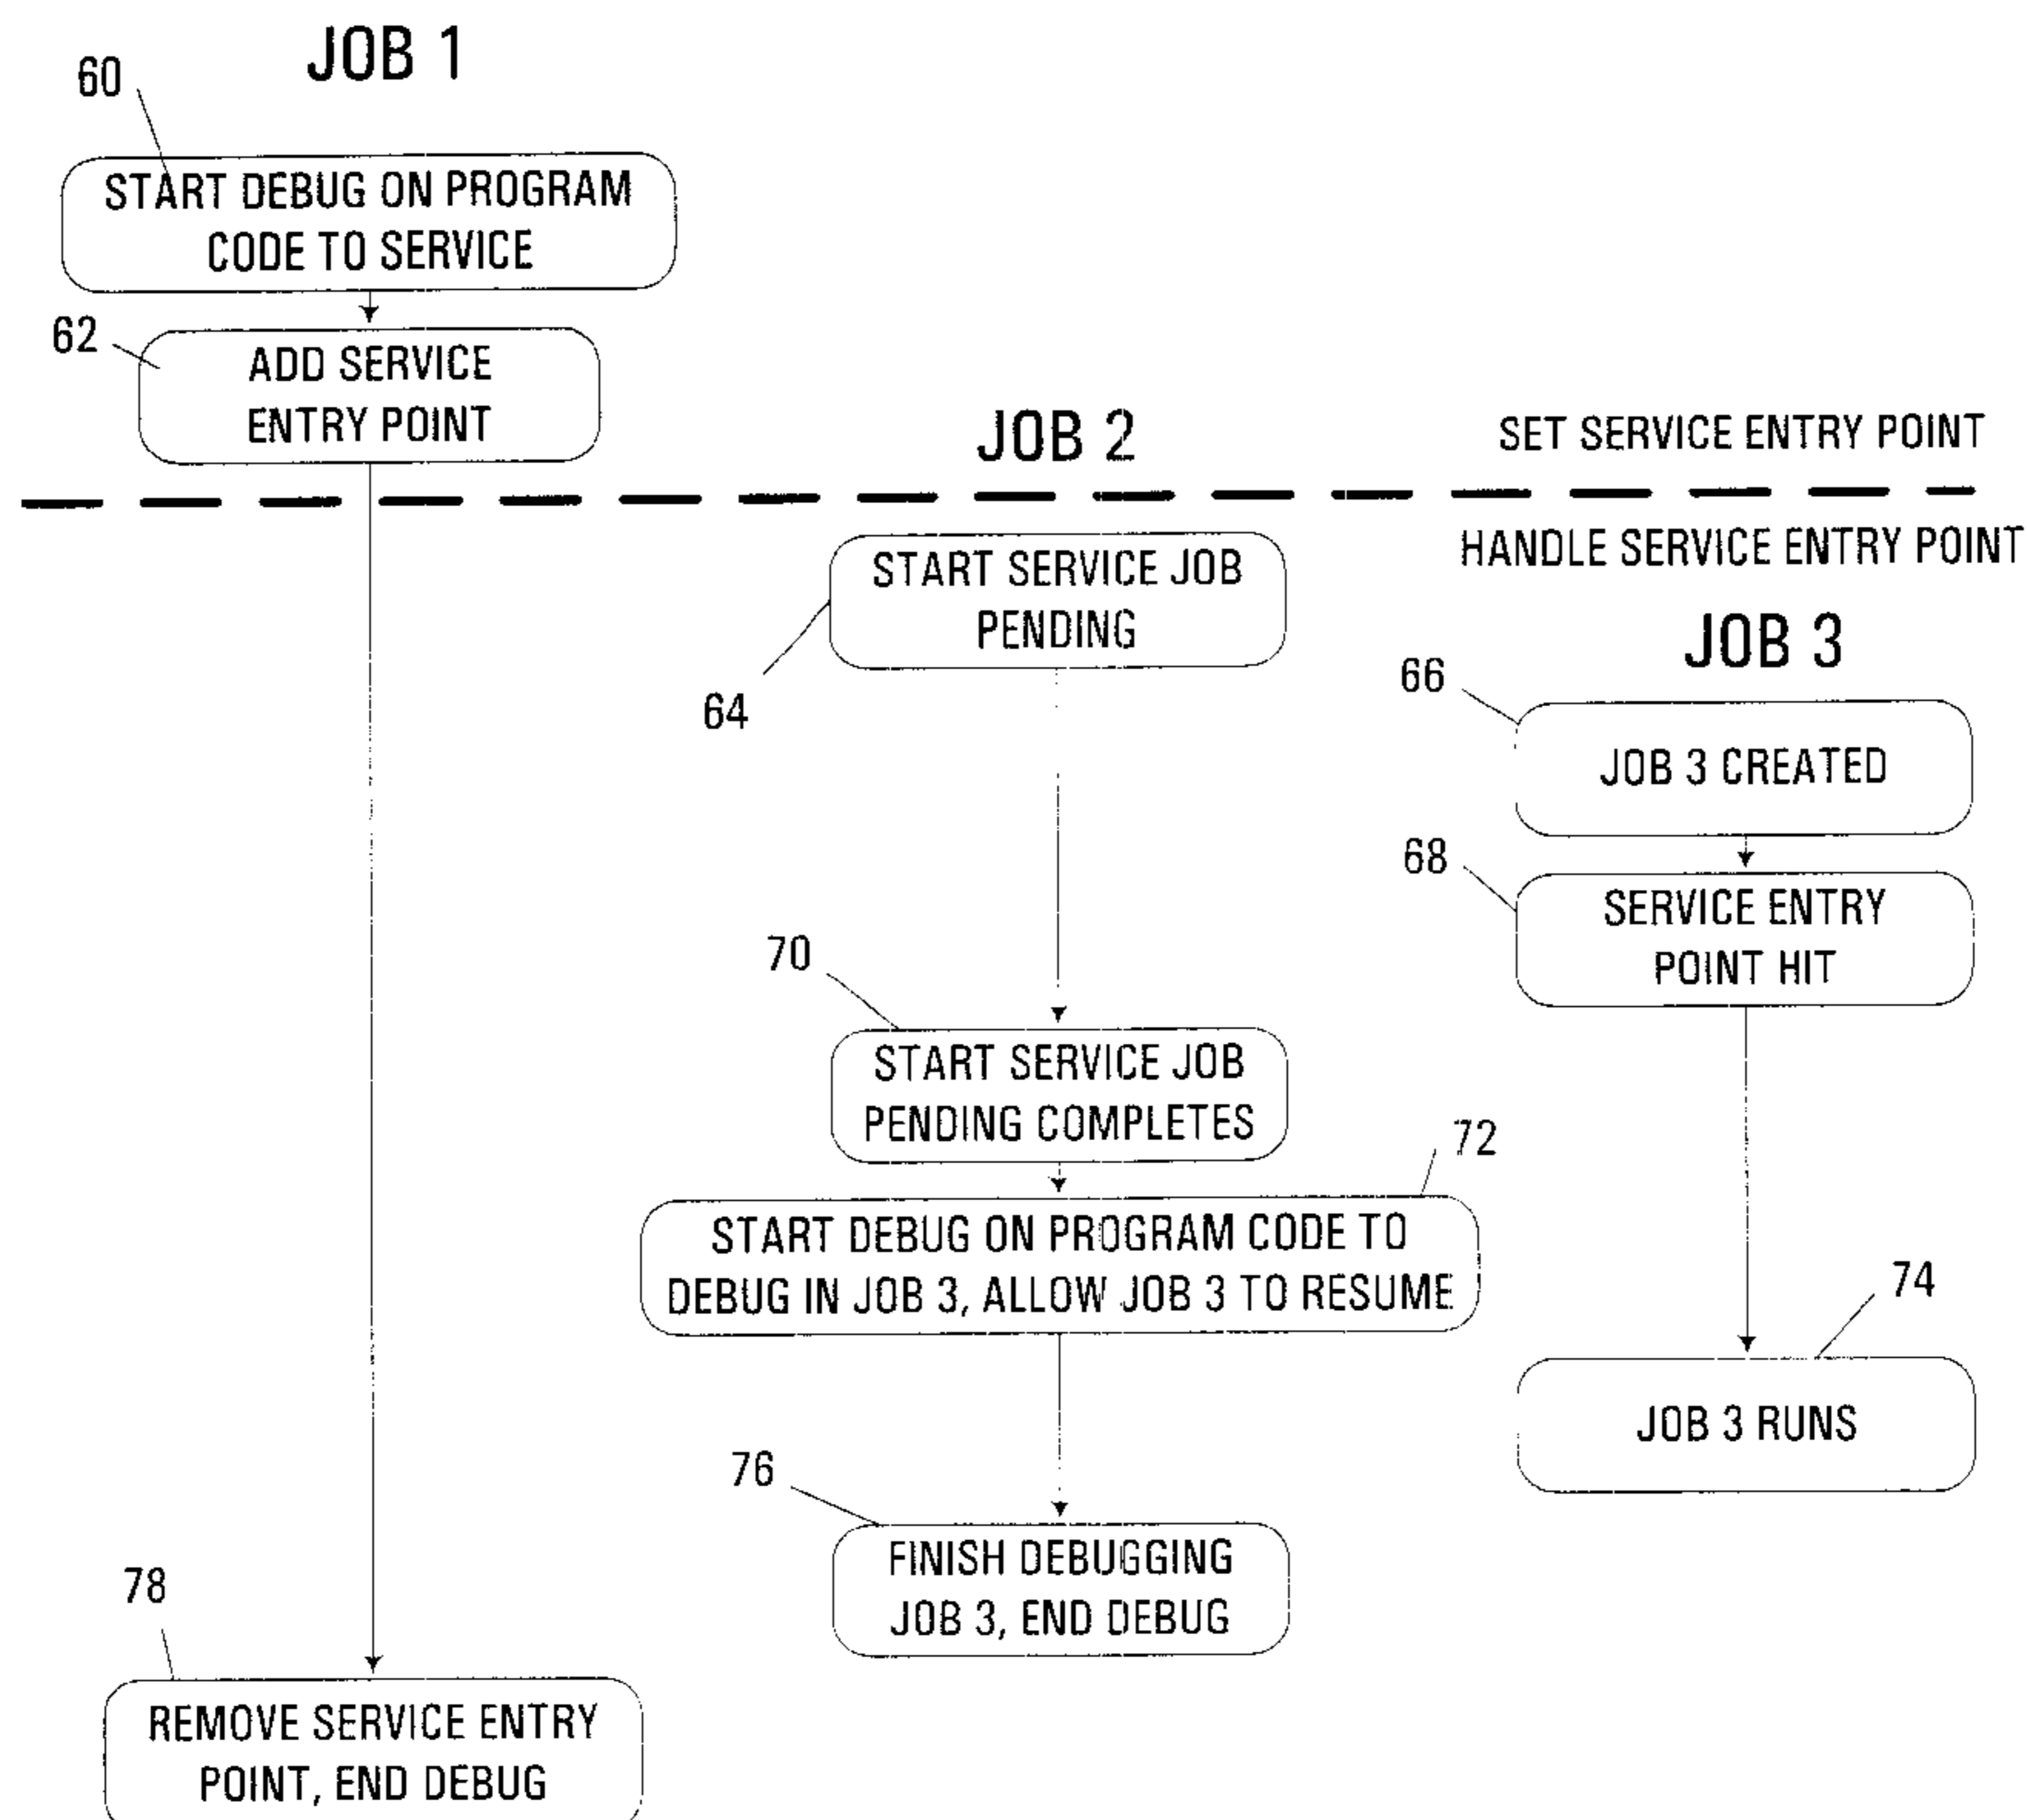 JOB 1
60
START DEBUG ON PROGRAM
CODE TO SERVICE
62
ADD SERVICE
ENTRY POINT
JOB 2
SET SERVICE ENTRY POINT
HANDLE SERVICE ENTRY POINT
START SERVICE JOB
PENDING
64
JOB 3
66
JOB 3 CREATED
68
SERVICE ENTRY
POINT HIT
70
START SERVICE JOB
PENDING COMPLETES
72
START DEBUG ON PROGRAM CODE TO
DEBUG IN JOB 3, ALLOW JOB 3 TO RESUME
74
JOB 3 RUNS
76
FINISH DEBUGGING
JOB 3, END DEBUG
78
REMOVE SERVICE ENTRY
POINT, END DEBUG